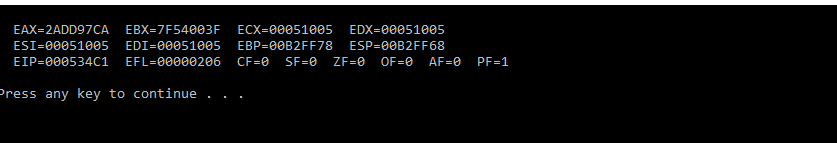 EAX=2ADD97CA  EBX=7F54003F  ECX=00051005  EDX=00051005
ESI=00051005  EDI=00051005  EBP=00B2FF78  ESP=00B2FF68
EIP=000534C1  EFL=00000206  CF=0  SF=0  ZF=0  OF=0  AF=0  PF=1
Press any key to continue . . .